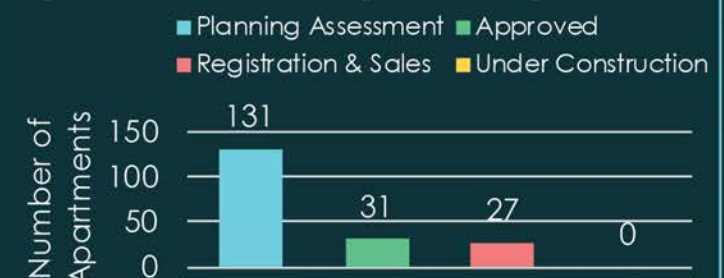 Planning Assessment Approved
Registration & Sales Under Construction
Number of
Apartments
150
100
50
0
131
31
27
0